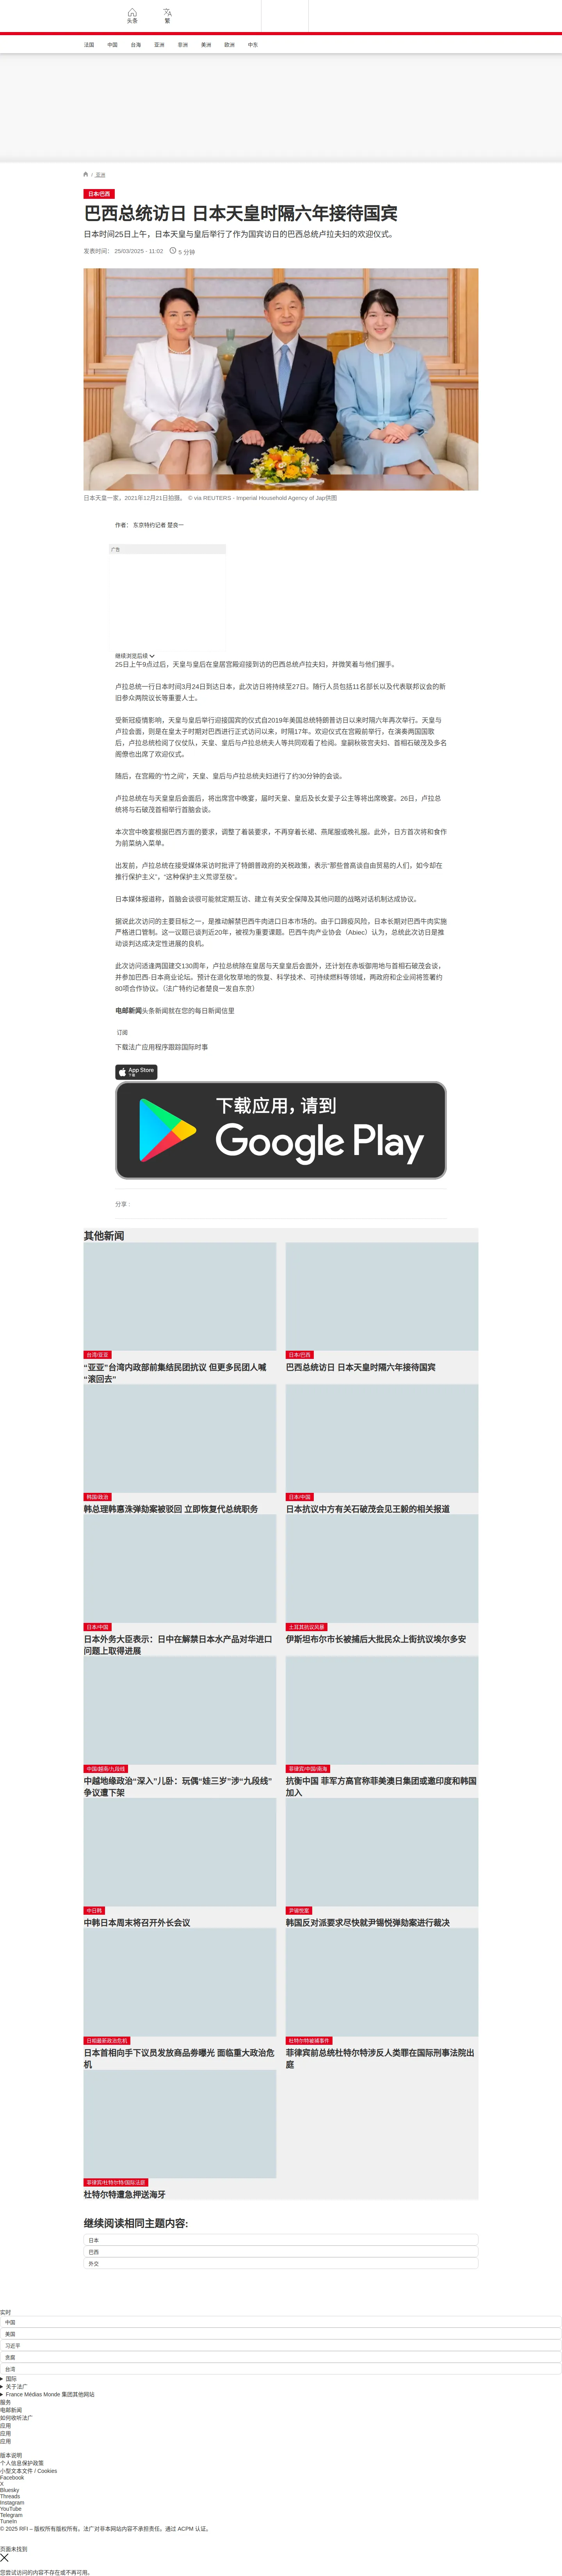 头条
繁
法国
中国
台海
亚洲
非洲
美洲
欧洲
中东
亚洲
日本/巴西
巴西总统访日 日本天皇时隔六年接待国宾
日本时间25日上午，日本天皇与皇后举行了作为国宾访日的巴西总统卢拉夫妇的欢迎仪式。
发表时间： 25/03/2025 - 11:02
5 分钟
日本天皇一家，2021年12月21日拍摄。 © via REUTERS - Imperial Household Agency of Jap供图
作者： 东京特约记者 楚良一
广告
继续浏览后续
25日上午9点过后，天皇与皇后在皇居宫殿迎接到访的巴西总统卢拉夫妇，并微笑着与他们握手。
卢拉总统一行日本时间3月24日到达日本，此次访日将持续至27日。随行人员包括11名部长以及代表联邦议会的新
旧参众两院议长等重要人士。
受新冠疫情影响，天皇与皇后举行迎接国宾的仪式自2019年美国总统特朗普访日以来时隔六年再次举行。天皇与
卢拉会面，则是在皇太子时期对巴西进行正式访问以来，时隔17年。欢迎仪式在宫殿前举行，在演奏两国国歌
后，卢拉总统检阅了仪仗队，天皇、皇后与卢拉总统夫人等共同观看了检阅。皇嗣秋筱宫夫妇、首相石破茂及多名
阁僚也出席了欢迎仪式。
随后，在宫殿的“竹之间”，天皇、皇后与卢拉总统夫妇进行了约30分钟的会谈。
卢拉总统在与天皇皇后会面后，将出席宫中晚宴，届时天皇、皇后及长女爱子公主等将出席晚宴。26日，卢拉总
统将与石破茂首相举行首脑会谈。
本次宫中晚宴根据巴西方面的要求，调整了着装要求，不再穿着长裙、燕尾服或晚礼服。此外，日方首次将和食作
为前菜纳入菜单。
出发前，卢拉总统在接受媒体采访时批评了特朗普政府的关税政策，表示“那些曾高谈自由贸易的人们，如今却在
推行保护主义”，“这种保护主义荒谬至极”。
日本媒体报道称，首脑会谈很可能就定期互访、建立有关安全保障及其他问题的战略对话机制达成协议。
据说此次访问的主要目标之一，是推动解禁巴西牛肉进口日本市场的。由于口蹄疫风险，日本长期对巴西牛肉实施
严格进口管制。这一议题已谈判近20年，被视为重要课题。巴西牛肉产业协会（Abiec）认为，总统此次访日是推
动谈判达成决定性进展的良机。
此次访问适逢两国建交130周年，卢拉总统除在皇居与天皇皇后会面外，还计划在赤坂御用地与首相石破茂会谈，
并参加巴西-日本商业论坛。预计在退化牧草地的恢复、科学技术、可持续燃料等领域，两政府和企业间将签署约
80项合作协议。（法广特约记者楚良一发自东京）
电邮新闻头条新闻就在您的每日新闻信里
订阅
下载法广应用程序跟踪国际时事
App Store
下载
下载应用，请到
Google Play
分享 :
其他新闻
台湾/亚亚
“亚亚”台湾内政部前集结民团抗议 但更多民团人喊
“滚回去”
日本/巴西
巴西总统访日 日本天皇时隔六年接待国宾
韩国/政治
韩总理韩悳洙弹劾案被驳回 立即恢复代总统职务
日本/中国
日本抗议中方有关石破茂会见王毅的相关报道
日本/中国
日本外务大臣表示：日中在解禁日本水产品对华进口
问题上取得进展
土耳其抗议风暴
伊斯坦布尔市长被捕后大批民众上街抗议埃尔多安
中国/越南/九段线
中越地缘政治“深入”儿卧：玩偶“娃三岁”涉“九段线”
争议遭下架
菲律宾/中国/南海
抗衡中国 菲军方高官称菲美澳日集团或邀印度和韩国
加入
中日韩
中韩日本周末将召开外长会议
尹锡悦案
韩国反对派要求尽快就尹锡悦弹劾案进行裁决
日相最新政治危机
日本首相向手下议员发放商品劵曝光 面临重大政治危
机
杜特尔特被捕事件
菲律宾前总统杜特尔特涉反人类罪在国际刑事法院出
庭
菲律宾/杜特尔特/国际法庭
杜特尔特遭急押送海牙
继续阅读相同主题内容:
日本
巴西
外交
实时
中国
美国
习近平
贪腐
台湾
国际
关于法广
France Médias Monde 集团其他网站
服务
电邮新闻
如何收听法广
应用
应用
应用
版本说明
个人信息保护政策
小型文本文件 / Cookies
Facebook
X
Bluesky
Threads
Instagram
YouTube
Telegram
TuneIn
© 2025 RFI – 版权所有版权所有。法广对非本网站内容不承担责任。通过 ACPM 认证。
页面未找到
您尝试访问的内容不存在或不再可用。